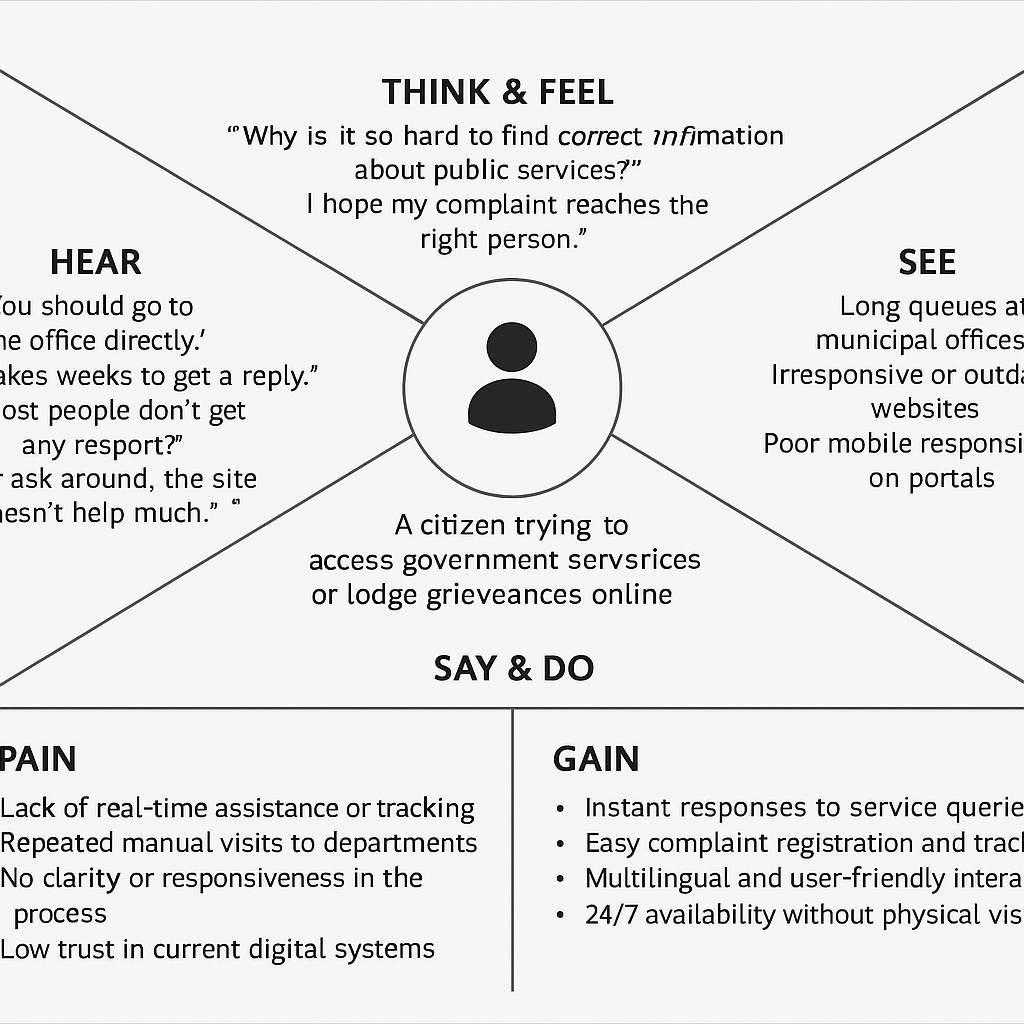 THINK & FEEL
“Why is it so hard to find correct infimation
about public services?”
I hope my complaint reaches the
right person.”
HEAR
ou should go to
ne office directly.’
akes weeks to get a reply.”
ost people don’t get
any resport?”
r ask around, the site
esn’t help much.” “
SEE
Long queues at
municipal offices
Irresponsive or outda
websites
Poor mobile responsi
on portals
A citizen trying to
access government servsrices
or lodge grieveances online
SAY & DO
PAIN
Lack of real-time assistance or tracking
Repeated manual visits to departments
No clarity or responsiveness in the
process
Low trust in current digital systems
GAIN
• Instant responses to service querie
• Easy complaint registration and track
• Multilingual and user-friendly intera
• 24/7 availability without physical vis